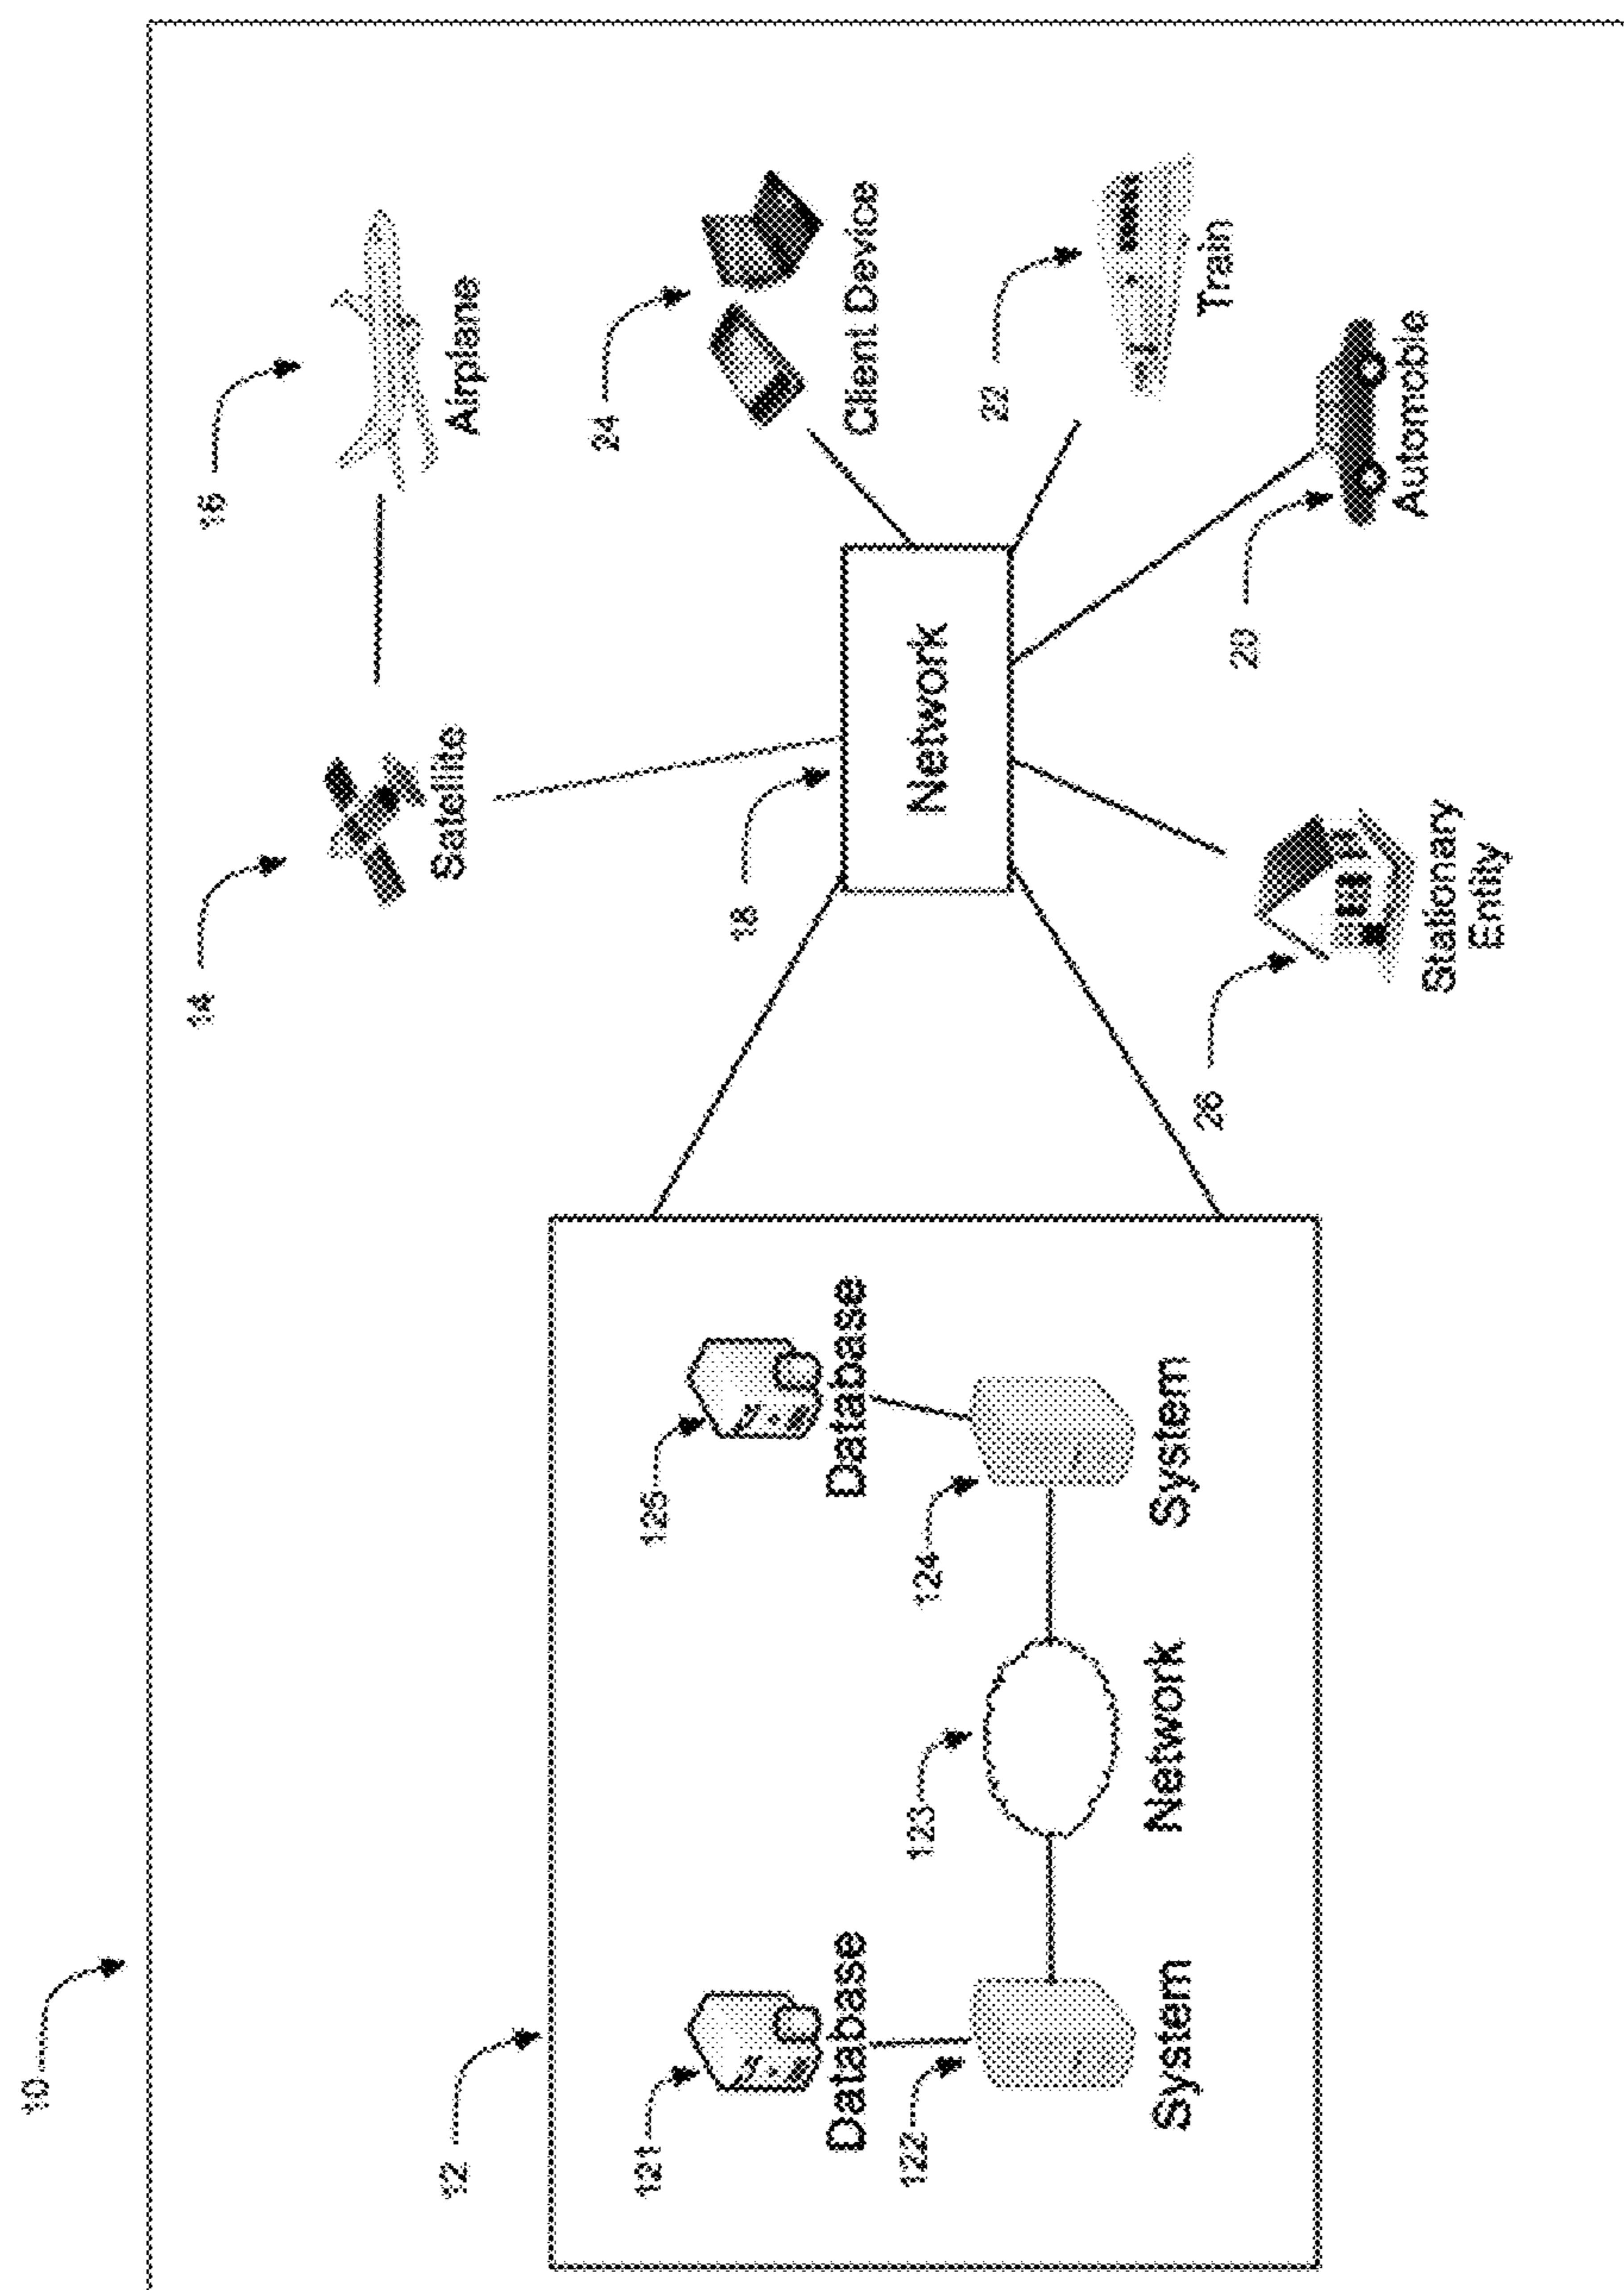 10
14
16
12
Satellite
Airplane
24
121
125
18
Database
Database
Client Device
122
123
124
Network
22
System
Network
System
26
20
Train
Automobile
Stationary
Entity